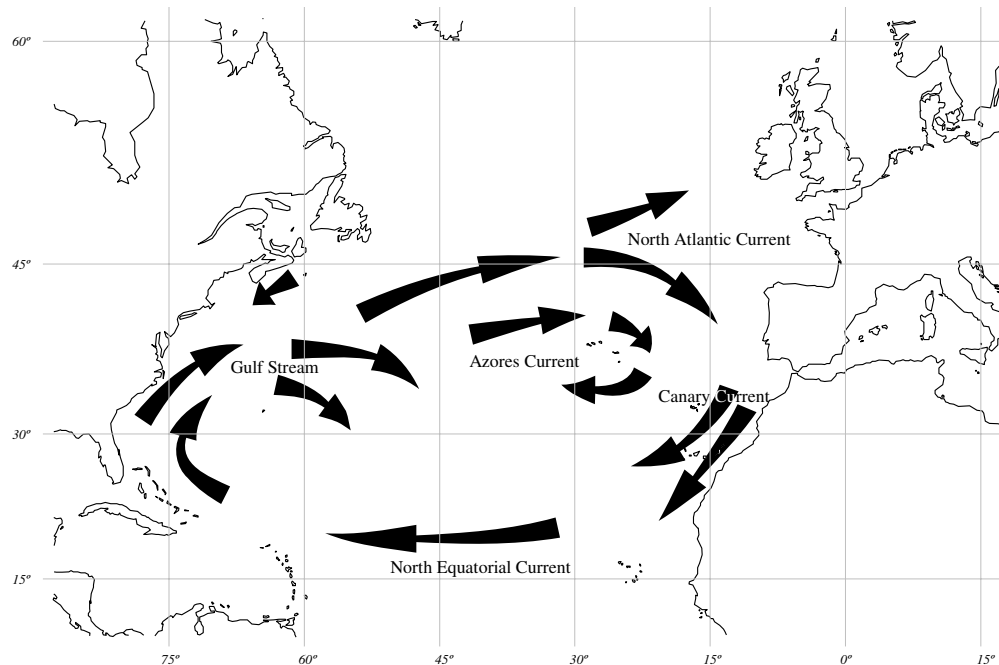 60º
North Atlantic Current
45º
Azores Current
Gulf Stream
Canary Current
30º
North Equatorial Current
15º
75º 60º 45º 30º 15º 0º 15º